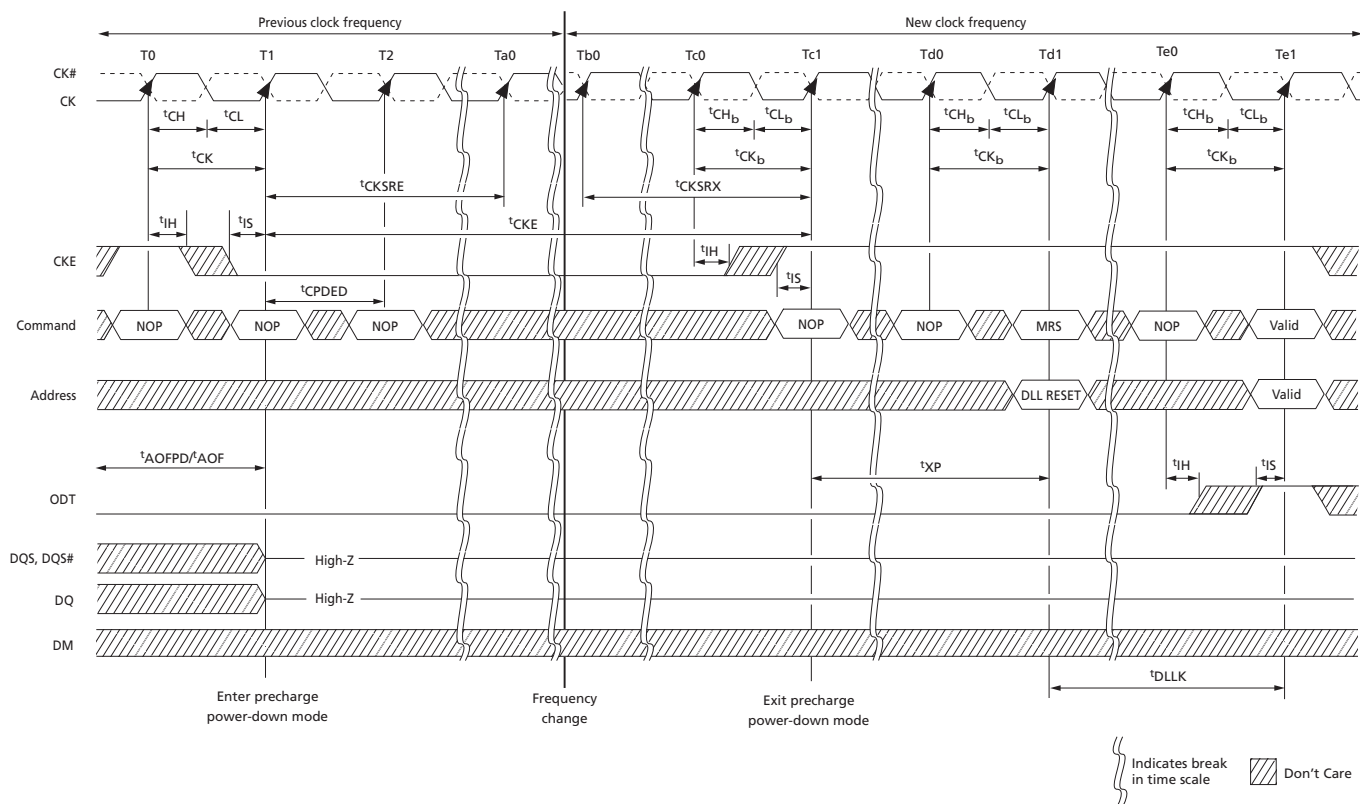 Previous clock frequency New clock frequency
T0 T1 T2 Ta0 Tb0 Tc0 Tc1 Td0 Td1 Te0 Te1
CK#
CK
tCH tCL tCHb tCLb tCHb tCLb tCHb tCLb
tCK tCKb tCKb tCKb
tCKSRE tCKSRX
tIH tIS tCKE
CKE tIH
tIS
tCPDED
Command NOP NOP NOP NOP NOP MRS NOP Valid
Address DLL RESET Valid
tAOFPD/tAOF tXP tIH tIS
ODT
DQS, DQS# High-Z
DQ High-Z
DM
tDLLK
Enter precharge
power-down mode
Frequency
change
Exit precharge
power-down mode
Indicates break
in time scale
Don't Care